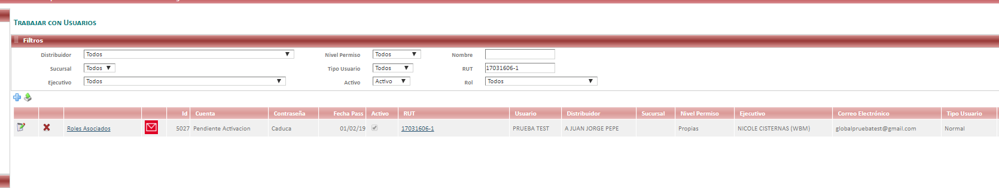 TRABAJAR CON USUARIOS
Filtros
Distribuidor Todos Nivel Permiso Todos Nombre
Sucursal Todos Tipo Usuario Todos RUT 17031606-1
Ejecutivo Todos Activo Activo Rol Todos
Id Cuenta Contraseña Fecha Pass Activo RUT Usuario Distribuidor Sucursal Nivel Permiso Ejecutivo Correo Electrónico Tipo Usuario
Roles Asociados 5027 Pendiente Activacion Caduca 01/02/19 17031606-1 PRUEBA TEST A JUAN JORGE PEPE Propias NICOLE CISTERNAS (WBM) globalpruebatest@gmail.com Normal